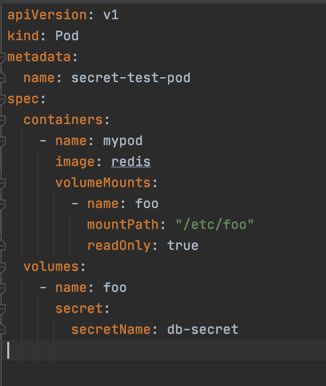 apiVersion: v1
kind: Pod
metadata:
  name: secret-test-pod
spec:
  containers:
    - name: mypod
      image: redis
      volumeMounts:
        - name: foo
          mountPath: "/etc/foo"
          readOnly: true
  volumes:
    - name: foo
      secret:
        secretName: db-secret